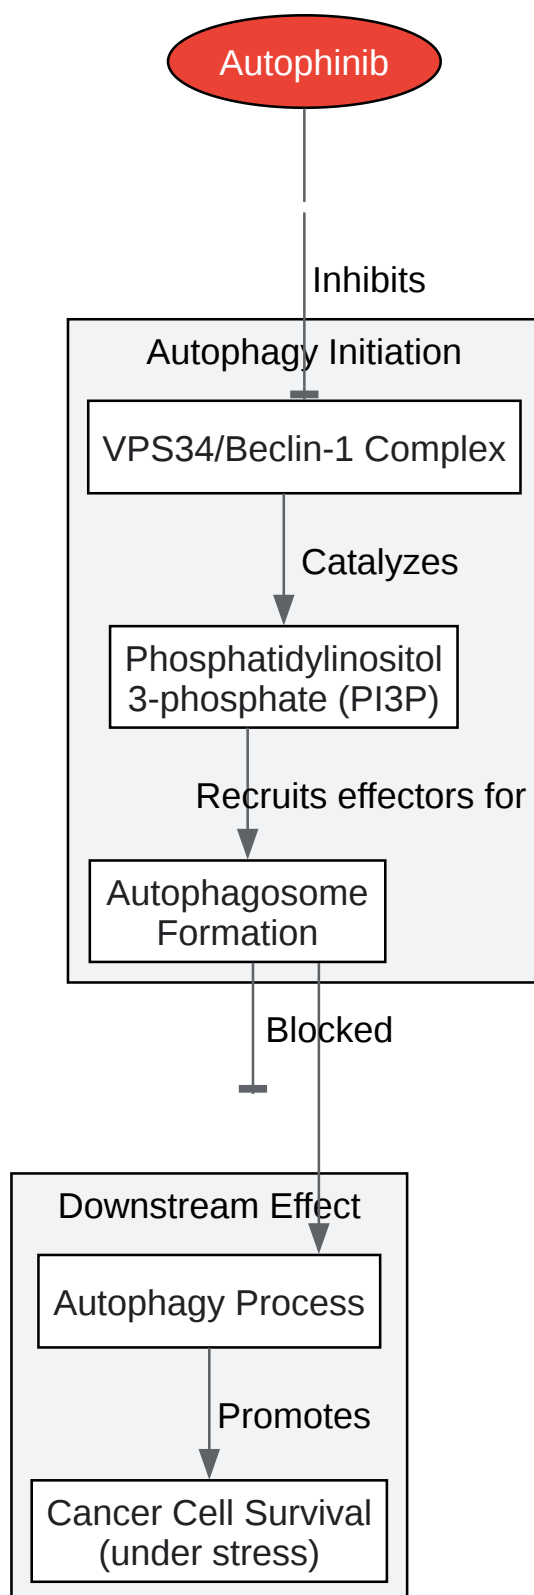 Autophinib
Inhibits
Autophagy Initiation
VPS34/Beclin-1 Complex
Catalyzes
Phosphatidylinositol
3-phosphate (PI3P)
Recruits effectors for
Autophagosome
Formation
Blocked
Downstream Effect
Autophagy Process
Promotes
Cancer Cell Survival
(under stress)